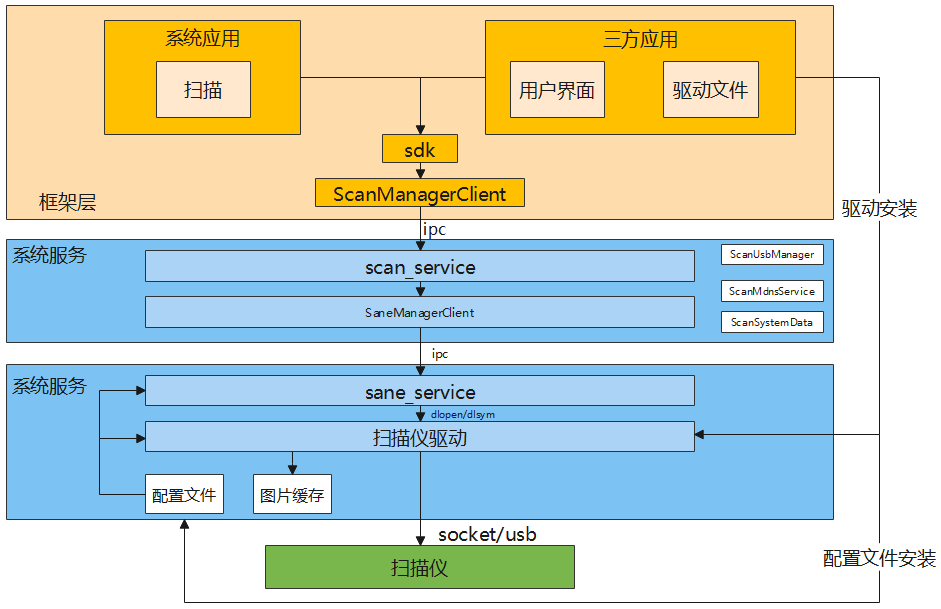 系统应用
扫描
三方应用
用户界面
驱动文件
sdk
ScanManagerClient
框架层
驱动安装
ipc
系统服务
scan_service
SaneManagerClient
ScanUsbManager
ScanMdnsService
ScanSystemData
ipc
系统服务
sane_service
dlopen/dlsym
扫描仪驱动
配置文件
图片缓存
socket/usb
扫描仪
配置文件安装